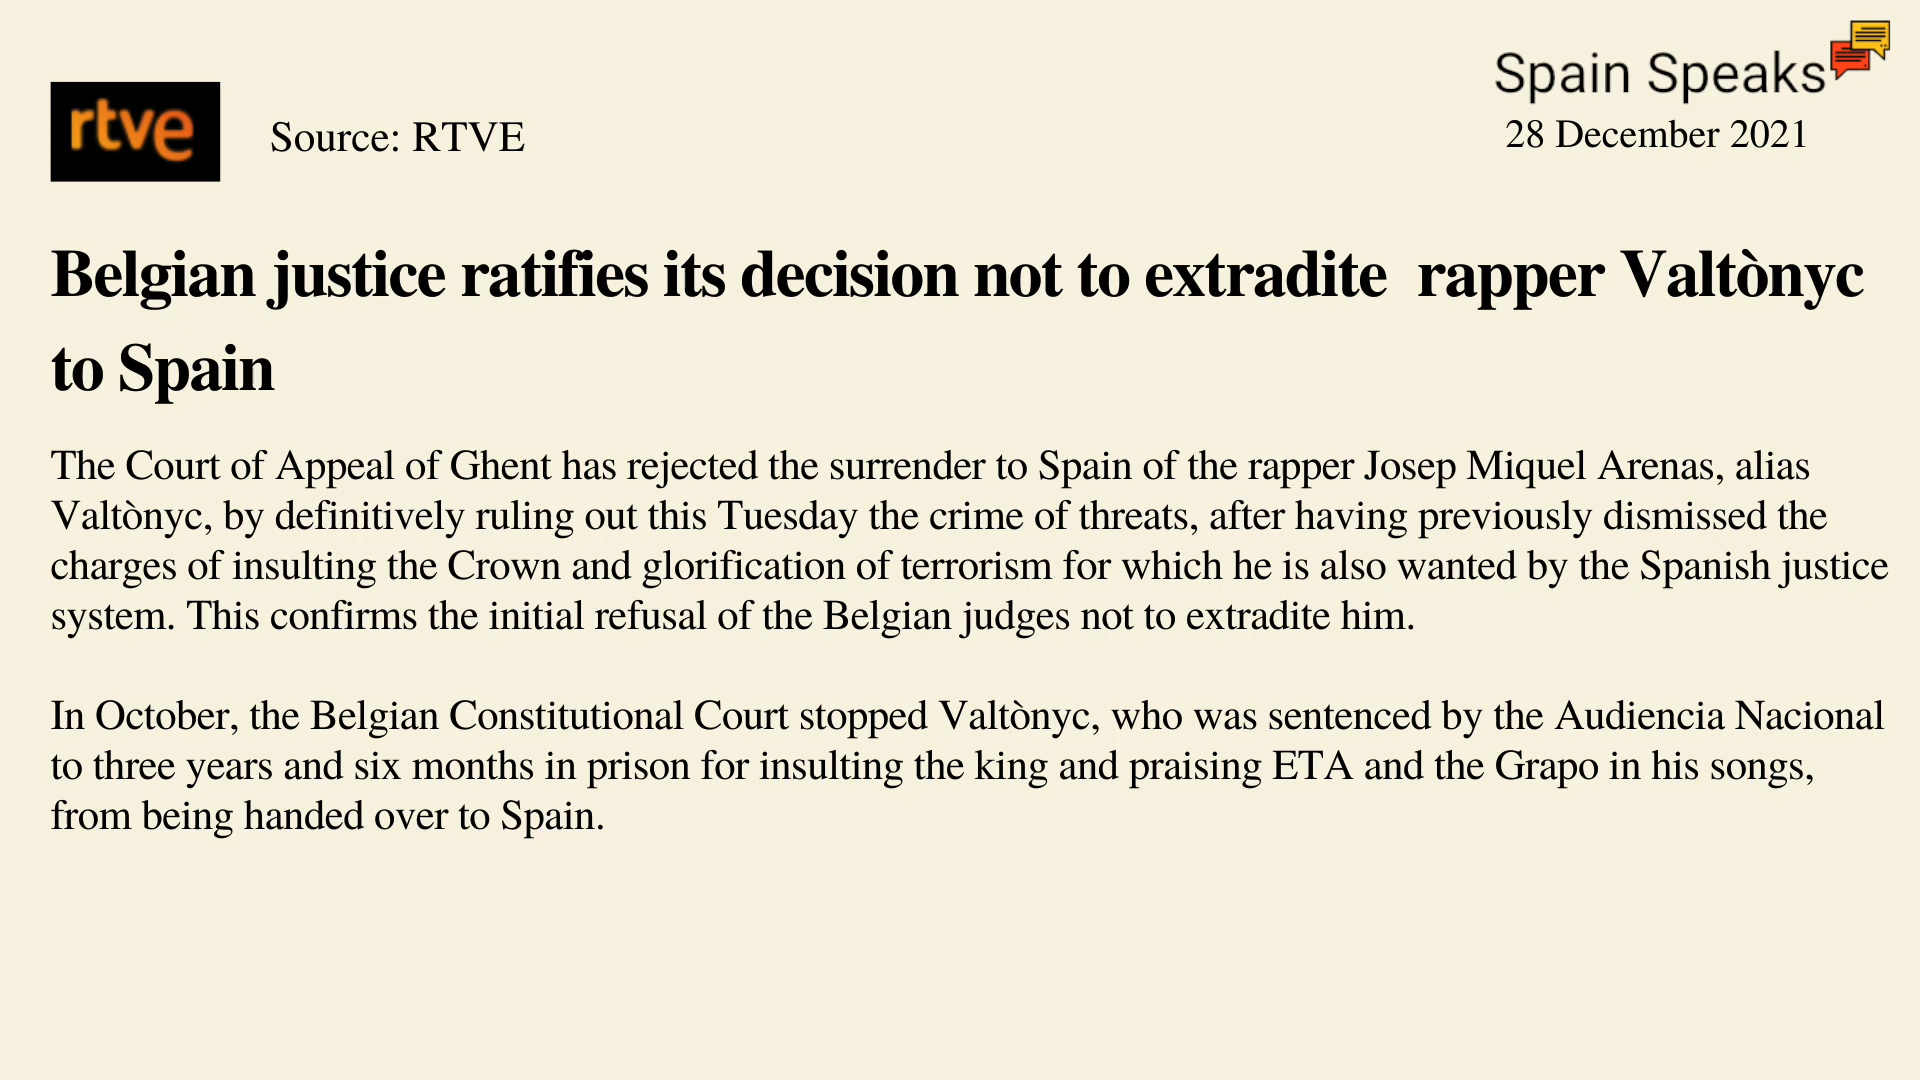 Spain Speaks
rtve
Source: RTVE
28 December 2021
Belgian justice ratifies its decision not to extradite  rapper Valtònyc
to Spain
The Court of Appeal of Ghent has rejected the surrender to Spain of the rapper Josep Miquel Arenas, alias
Valtònyc, by definitively ruling out this Tuesday the crime of threats, after having previously dismissed the
charges of insulting the Crown and glorification of terrorism for which he is also wanted by the Spanish justice
system. This confirms the initial refusal of the Belgian judges not to extradite him.
In October, the Belgian Constitutional Court stopped Valtònyc, who was sentenced by the Audiencia Nacional
to three years and six months in prison for insulting the king and praising ETA and the Grapo in his songs,
from being handed over to Spain.